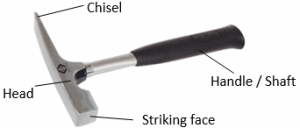 Chisel
Handle / Shaft
Head
Striking face